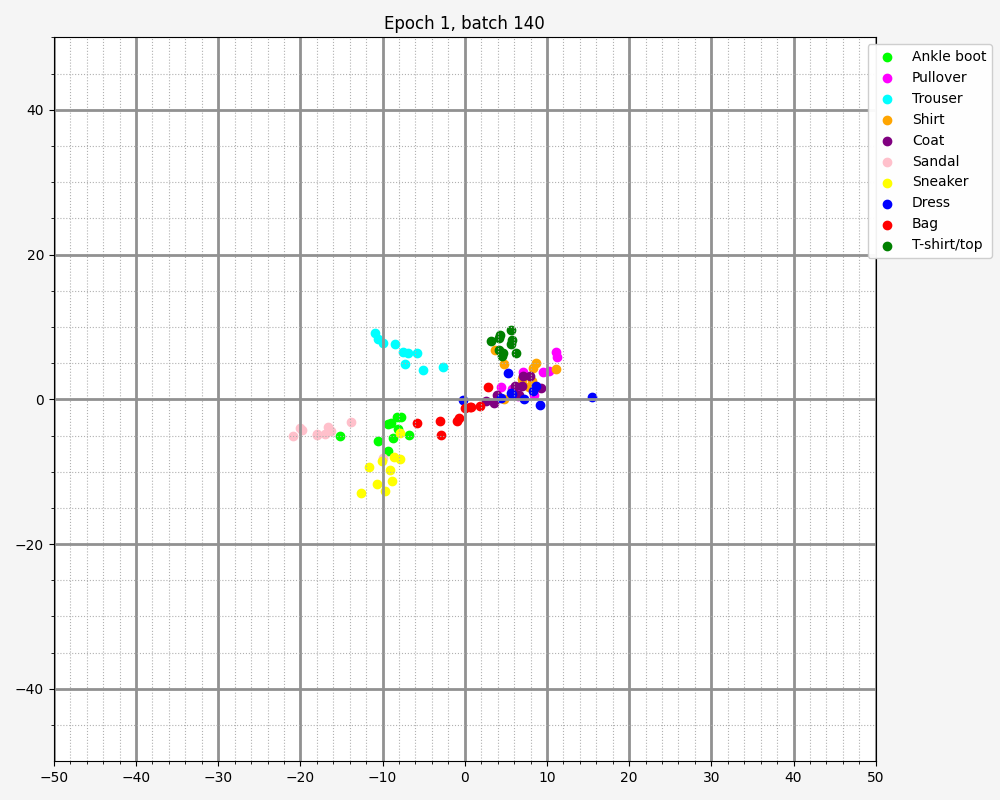 Epoch 1, batch 140
Ankle boot
Pullover
Trouser
Shirt
Coat
Sandal
Sneaker
Dress
Bag
T-shirt/top
40
20
0
−20
−40
−50 −40 −30 −20 −10 0 10 20 30 40 50